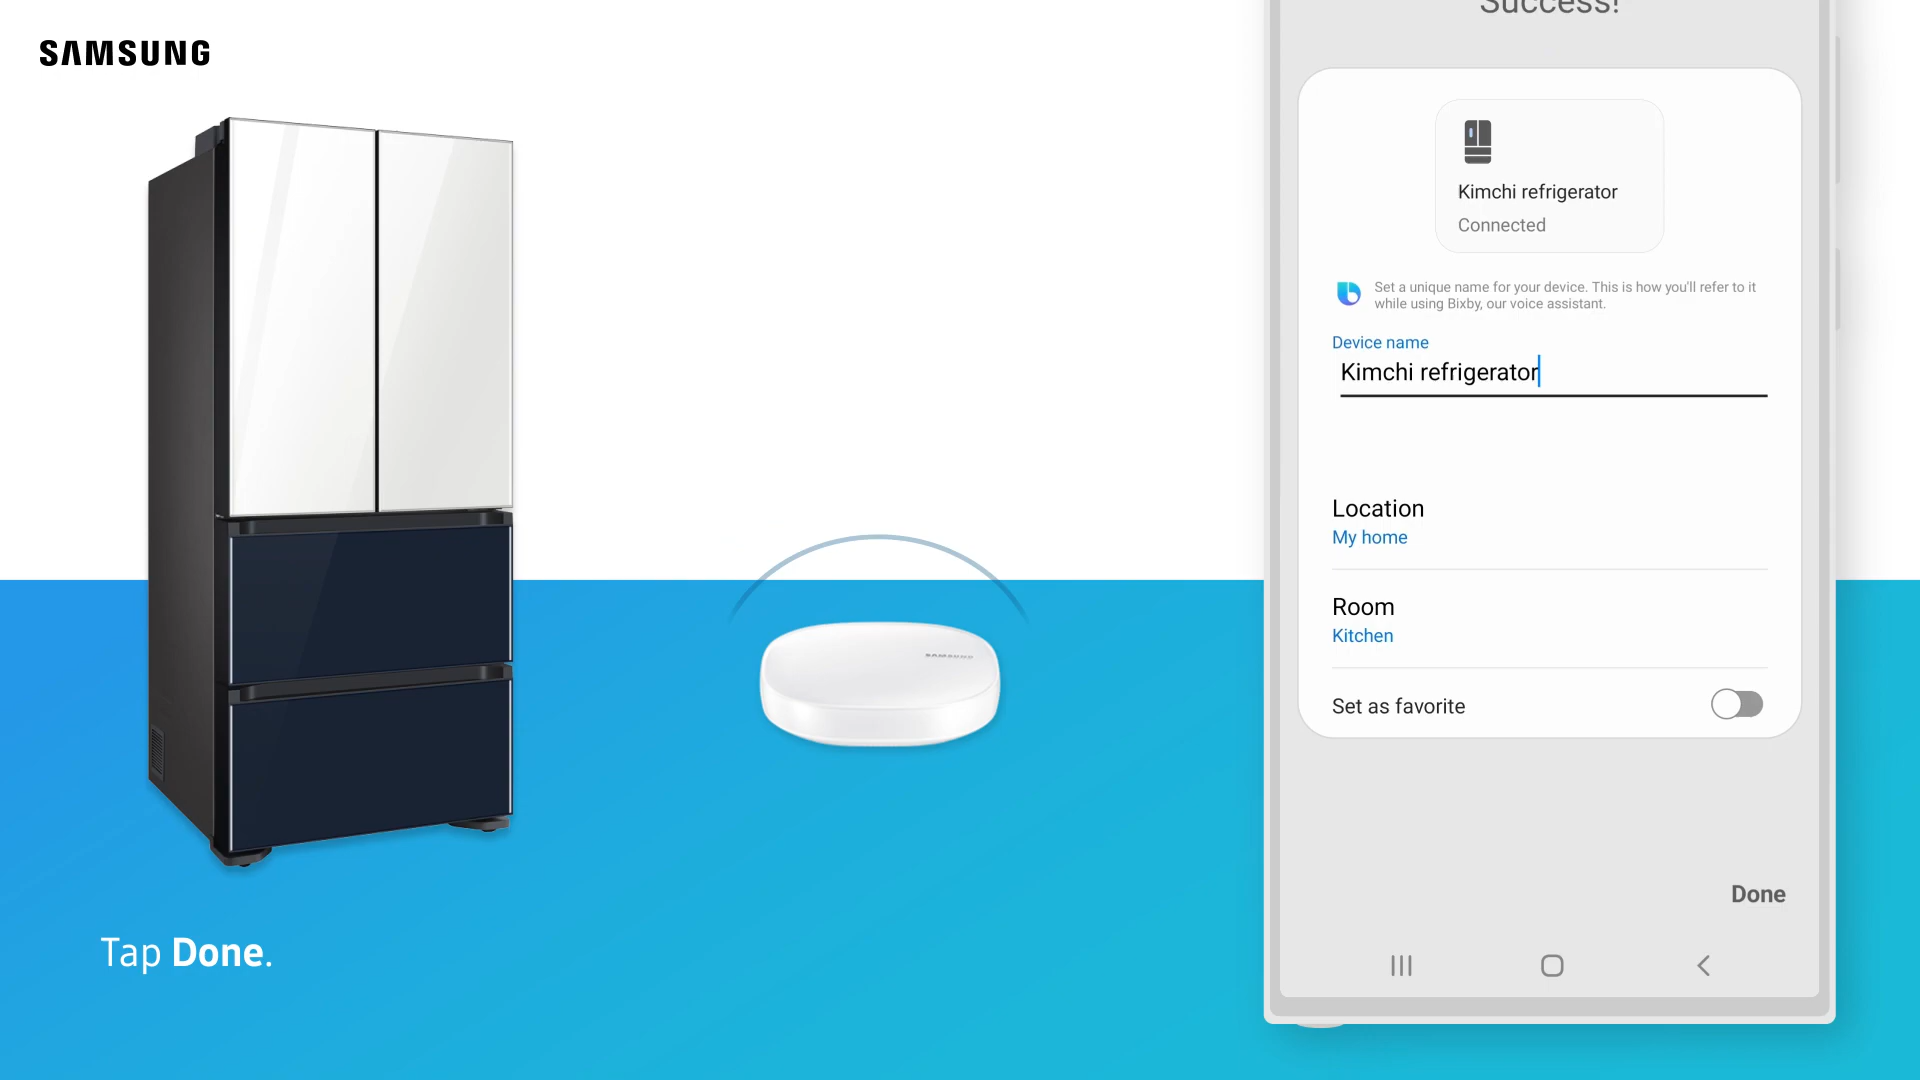 SAMSUNG
Success!
Kimchi refrigerator
Connected
Set a unique name for your device. This is how you'll refer to it
while using Bixby, our voice assistant.
Device name
Kimchi refrigerator
Location
My home
Room
Kitchen
Set as favorite
Done
SAMSUNG
Tap Done.